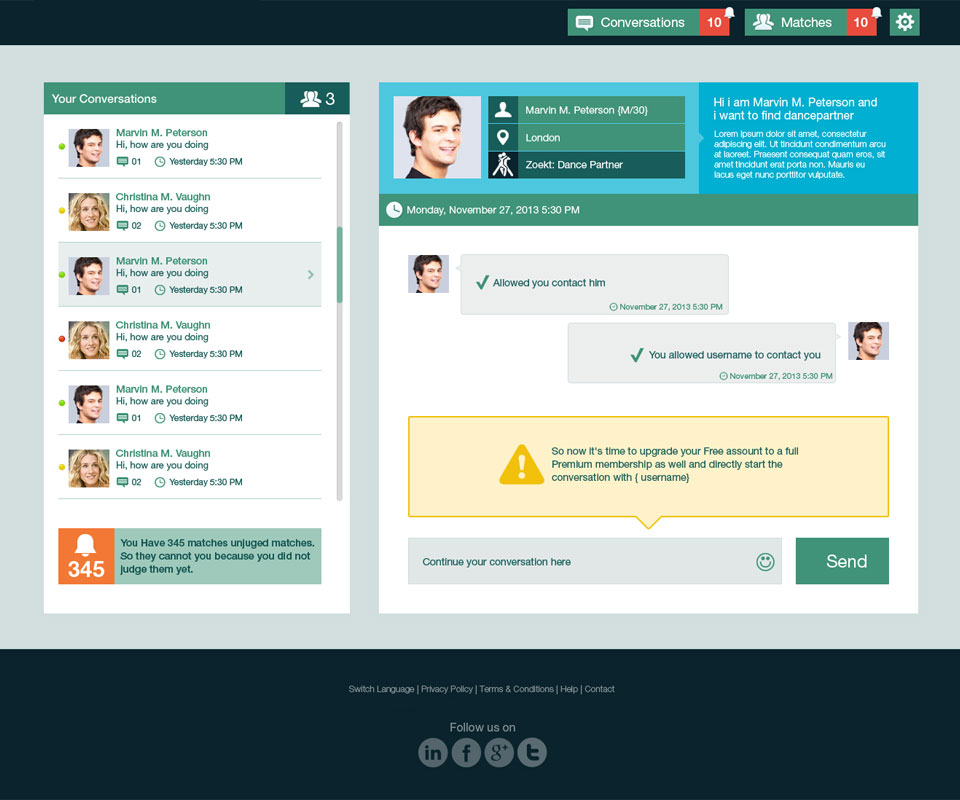 Conversations 10
Matches 10
Your Conversations 3
Marvin M. Peterson
Hi, how are you doing
01 Yesterday 5:30 PM
Christina M. Vaughn
Hi, how are you doing
02 Yesterday 5:30 PM
Marvin M. Peterson
Hi, how are you doing
01 Yesterday 5:30 PM
Christina M. Vaughn
Hi, how are you doing
02 Yesterday 5:30 PM
Marvin M. Peterson
Hi, how are you doing
01 Yesterday 5:30 PM
Christina M. Vaughn
Hi, how are you doing
02 Yesterday 5:30 PM
345
You Have 345 matches unjuged matches.
So they cannot you because you did not
judge them yet.
Marvin M. Peterson {M/30}
London
Zoekt: Dance Partner
Hi i am Marvin M. Peterson and
i want to find dancepartner
Lorem ipsum dolor sit amet, consectetur
adipiscing elit. Ut tincidunt condimentum arcu
at laoreet. Praesent consequat quam eros, sit
amet tincidunt erat porta non. Mauris eu
lacus eget nunc porttitor vulputate.
Monday, November 27, 2013 5:30 PM
Allowed you contact him
November 27, 2013 5:30 PM
You allowed username to contact you
November 27, 2013 5:30 PM
So now it's time to upgrade your Free assount to a full
Premium membership as well and directly start the
conversation with { username}
Continue your conversation here
Send
Switch Language | Privacy Policy | Terms & Conditions | Help | Contact
Follow us on
in f g+ t